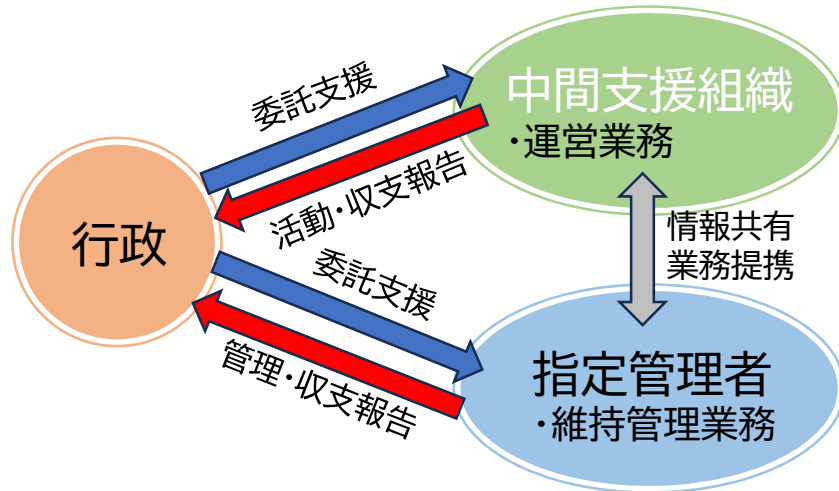 委託支援
中間支援組織
・運営業務
活動・収支報告
行政
情報共有
業務提携
委託支援
管理・収支報告
指定管理者
・維持管理業務